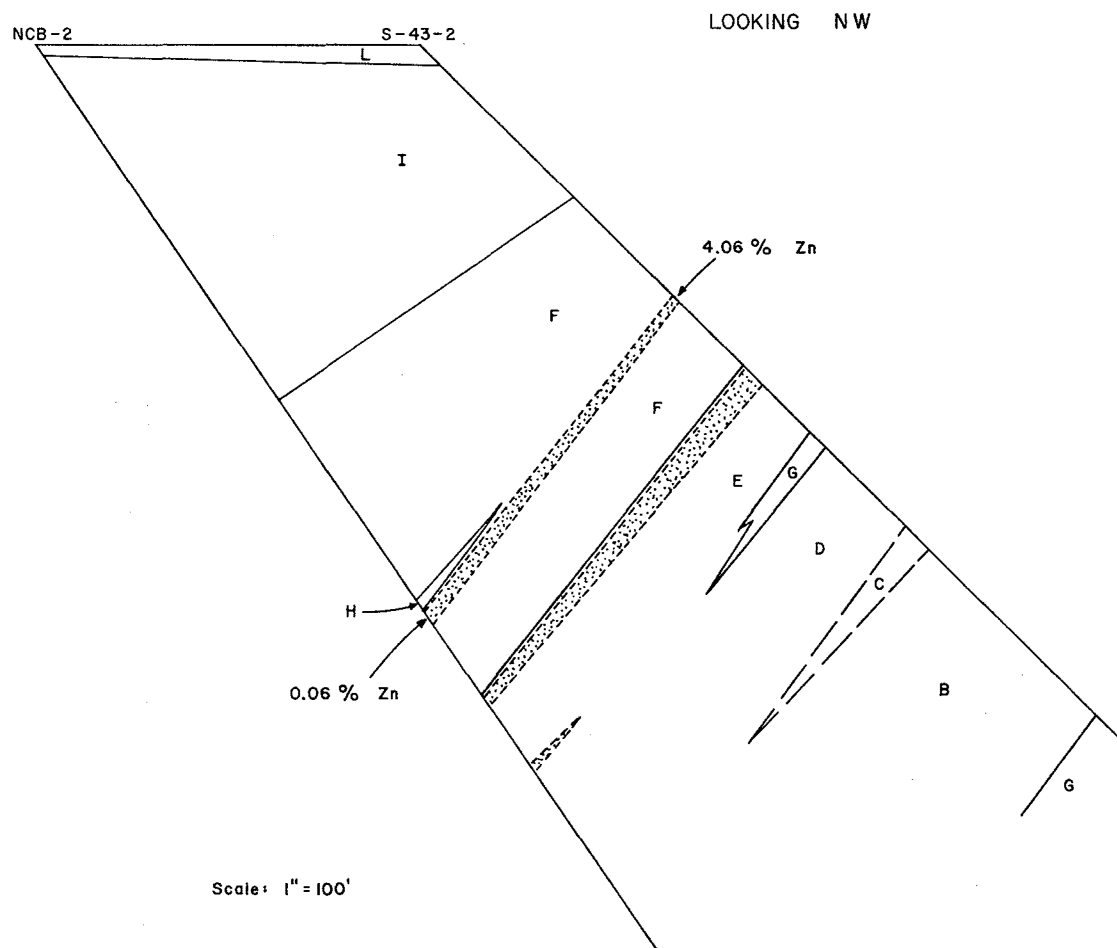 LOOKING NW
NCB-2
S-43-2
L
I
4.06 % Zn
F
F
E
G
D
C
H
0.06 % Zn
B
G
Scale: 1" = 100'